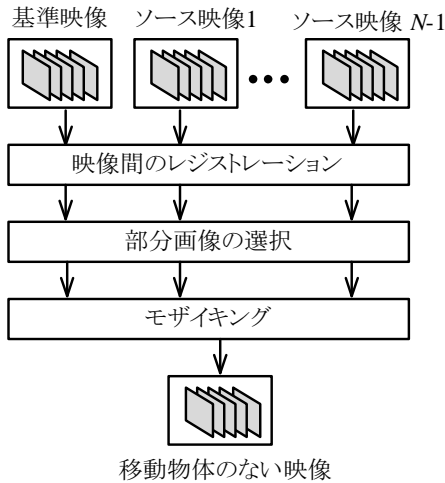 基準映像 ソース映像1 ソース映像 N-1
映像間のレジストレーション
部分画像の選択
モザイキング
移動物体のない映像